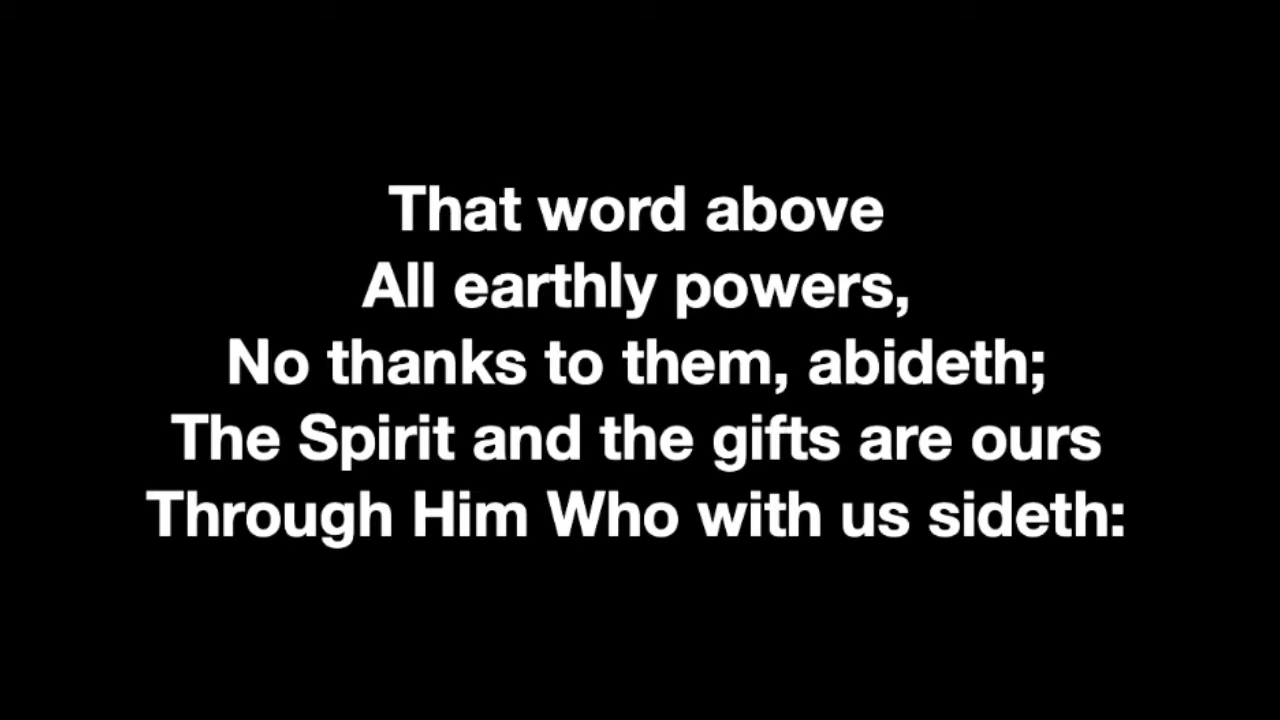 That word above
All earthly powers,
No thanks to them, abideth;
The Spirit and the gifts are ours
Through Him Who with us sideth: